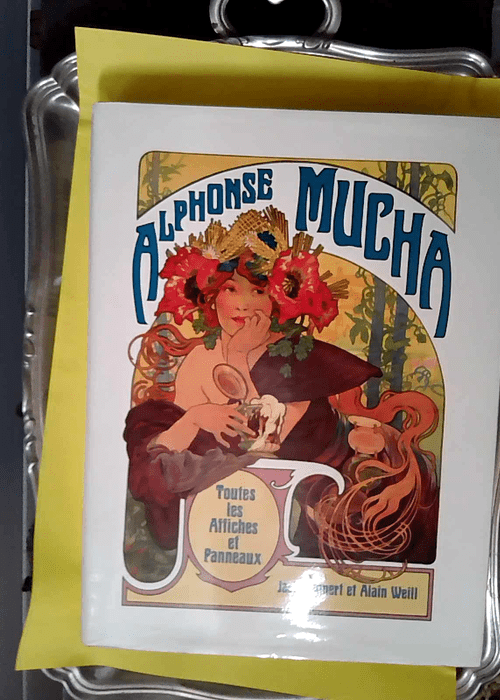 ALPHONSE MUCHA
Toutes
les
Affiches
et
Panneaux
et Alain Weill